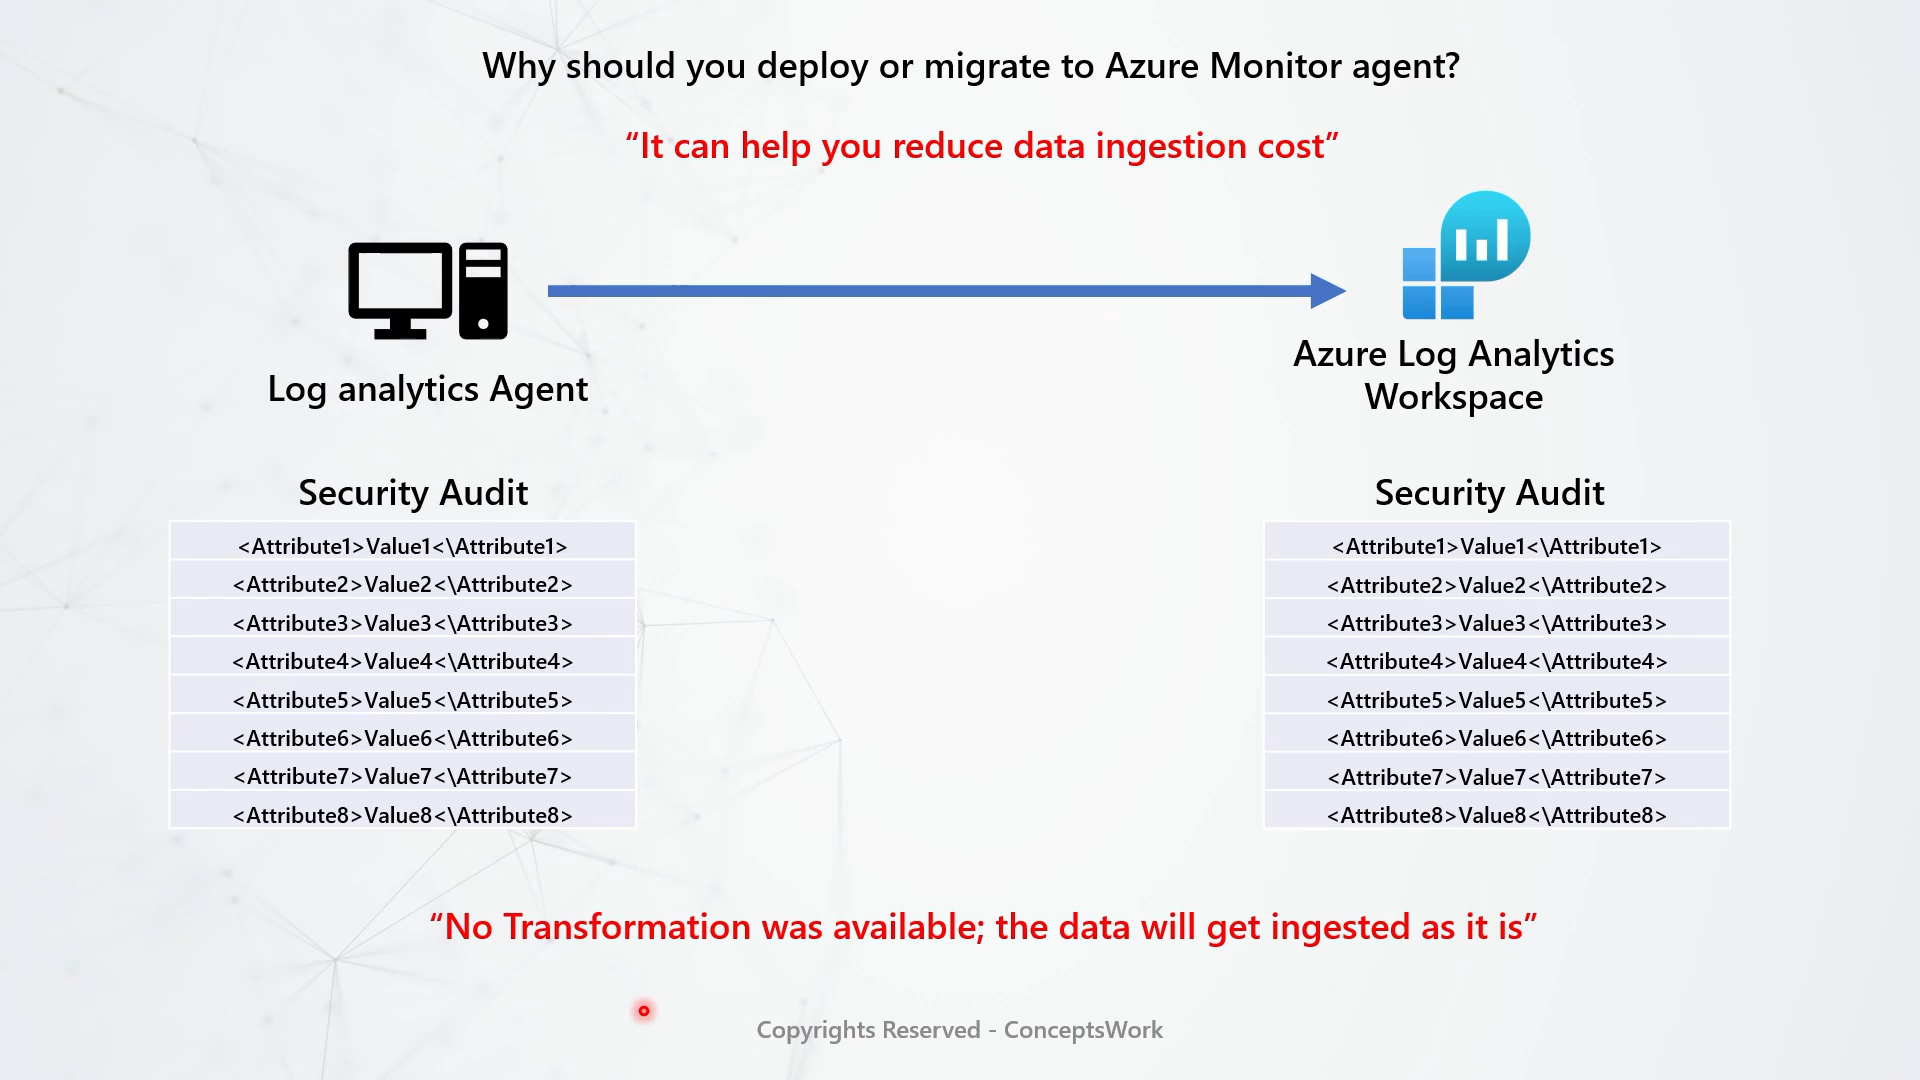 Why should you deploy or migrate to Azure Monitor agent?
“It can help you reduce data ingestion cost”
Log analytics Agent
Azure Log Analytics
Workspace
Security Audit
<Attribute1>Value1<\Attribute1>
<Attribute2>Value2<\Attribute2>
<Attribute3>Value3<\Attribute3>
<Attribute4>Value4<\Attribute4>
<Attribute5>Value5<\Attribute5>
<Attribute6>Value6<\Attribute6>
<Attribute7>Value7<\Attribute7>
<Attribute8>Value8<\Attribute8>
Security Audit
<Attribute1>Value1<\Attribute1>
<Attribute2>Value2<\Attribute2>
<Attribute3>Value3<\Attribute3>
<Attribute4>Value4<\Attribute4>
<Attribute5>Value5<\Attribute5>
<Attribute6>Value6<\Attribute6>
<Attribute7>Value7<\Attribute7>
<Attribute8>Value8<\Attribute8>
“No Transformation was available; the data will get ingested as it is”
Copyrights Reserved - ConceptsWork